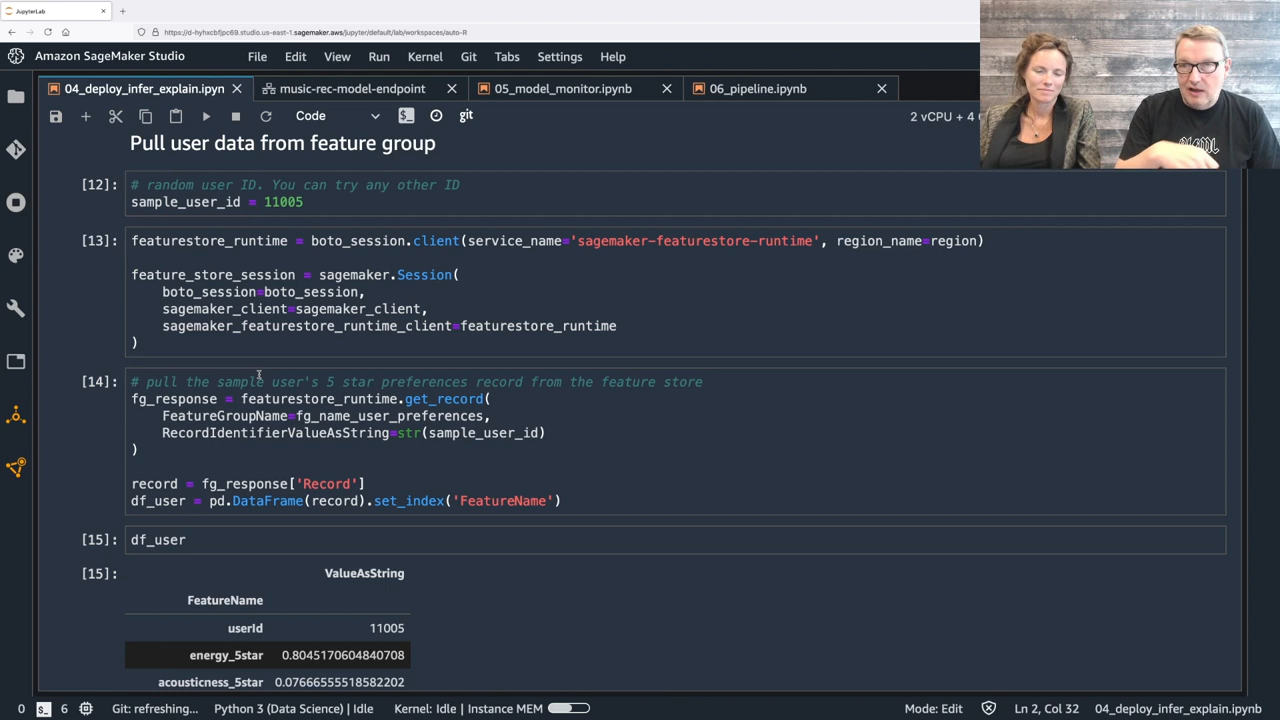 JupyterLab
https://d-hyhxcbfjpc69.studio.us-east-1.sagemaker.aws/jupyter/default/lab/workspaces/auto-R
Amazon SageMaker Studio File Edit View Run Kernel Git Tabs Settings Help
04_deploy_infer_explain.ipyn music-rec-model-endpoint 05_model_monitor.ipynb 06_pipeline.ipynb
Code git 2 vCPU + 4
Pull user data from feature group
[12]: # random user ID. You can try any other ID
sample_user_id = 11005
[13]: featurestore_runtime = boto_session.client(service_name='sagemaker-featurestore-runtime', region_name=region)
feature_store_session = sagemaker.Session(
boto_session=boto_session,
sagemaker_client=sagemaker_client,
sagemaker_featurestore_runtime_client=featurestore_runtime
)
[14]: # pull the sample user's 5 star preferences record from the feature store
fg_response = featurestore_runtime.get_record(
FeatureGroupName=fg_name_user_preferences,
RecordIdentifierValueAsString=str(sample_user_id)
)
record = fg_response['Record']
df_user = pd.DataFrame(record).set_index('FeatureName')
[15]: df_user
[15]: ValueAsString
FeatureName
userId 11005
energy_5star 0.8045170604840708
acousticness_5star 0.07666555518582202
0 $_ 6 Git: refreshing... Python 3 (Data Science) | Idle Kernel: Idle | Instance MEM Mode: Edit Ln 2, Col 32 04_deploy_infer_explain.ipynb